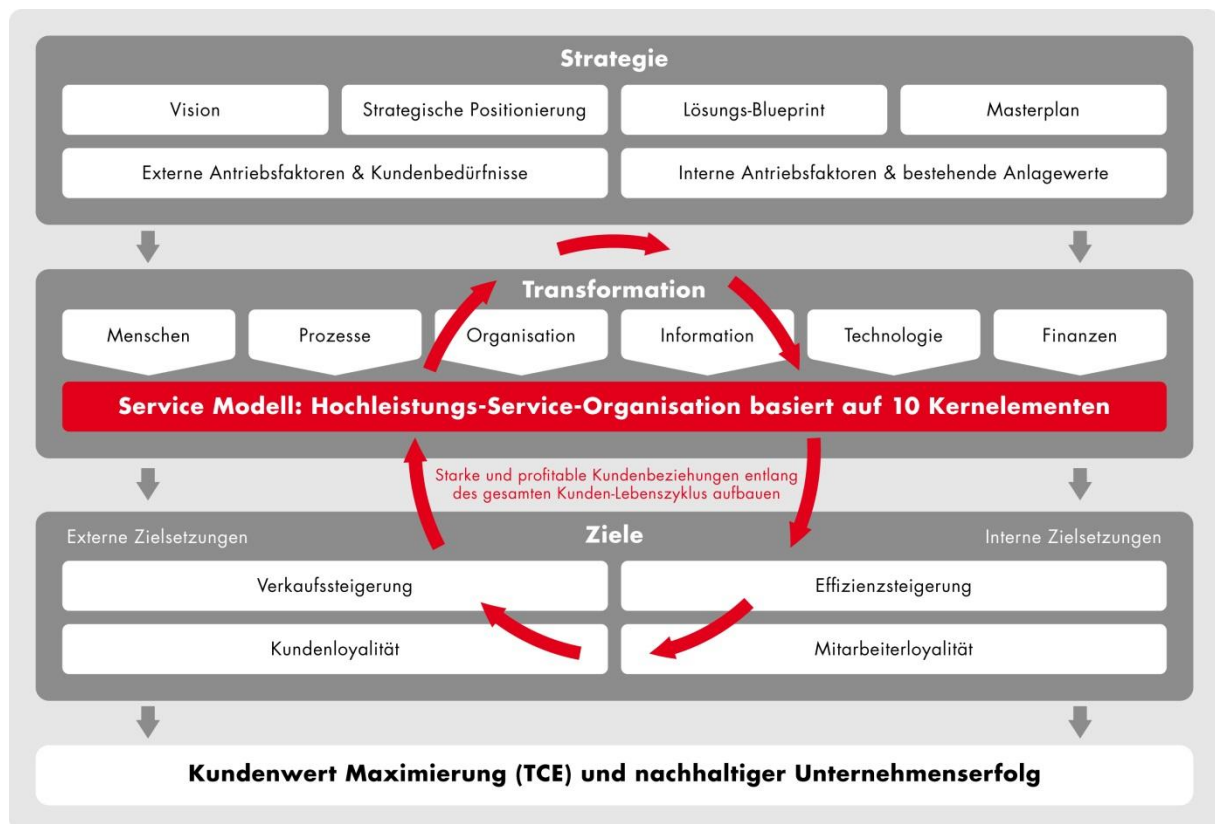 Strategie
Vision
Strategische Positionierung
Lösungs-Blueprint
Masterplan
Externe Antriebsfaktoren & Kundenbedürfnisse
Interne Antriebsfaktoren & bestehende Anlagewerte
Transformation
Menschen
Prozesse
Organisation
Information
Technologie
Finanzen
Service Modell: Hochleistungs-Service-Organisation basiert auf 10 Kernelementen
Starke und profitable Kundenbeziehungen entlang
des gesamten Kunden-Lebenszyklus aufbauen
Externe Zielsetzungen
Ziele
Interne Zielsetzungen
Verkaufssteigerung
Effizienzsteigerung
Kundenloyalität
Mitarbeiterloyalität
Kundenwert Maximierung (TCE) und nachhaltiger Unternehmenserfolg